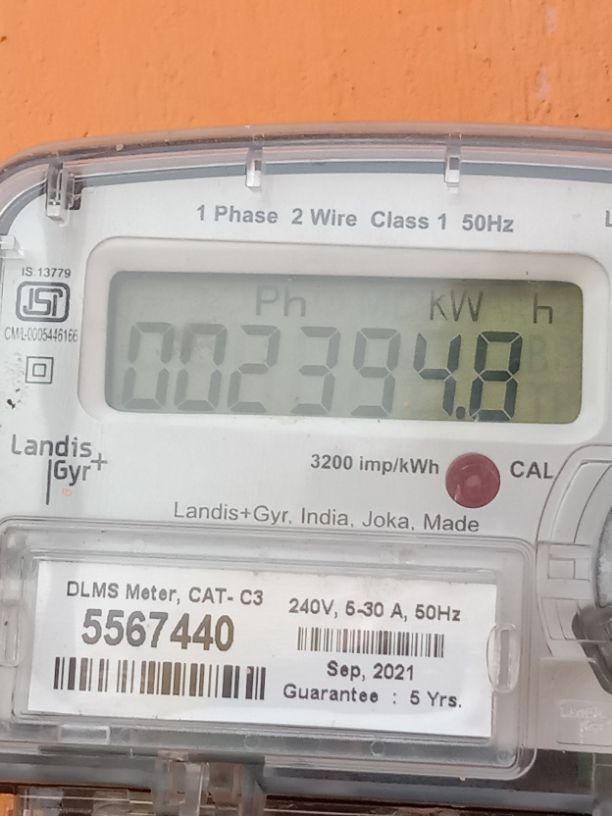 1 Phase 2 Wire Class 1 50Hz
IS 13779
ISI
CM/L-0005446166
Ph kW h
002394.8
Landis+
Gyr
3200 imp/kWh CAL
Landis+Gyr, India, Joka, Made
DLMS Meter, CAT- C3
5567440
240V, 5-30 A, 50Hz
Sep, 2021
Guarantee : 5 Yrs.